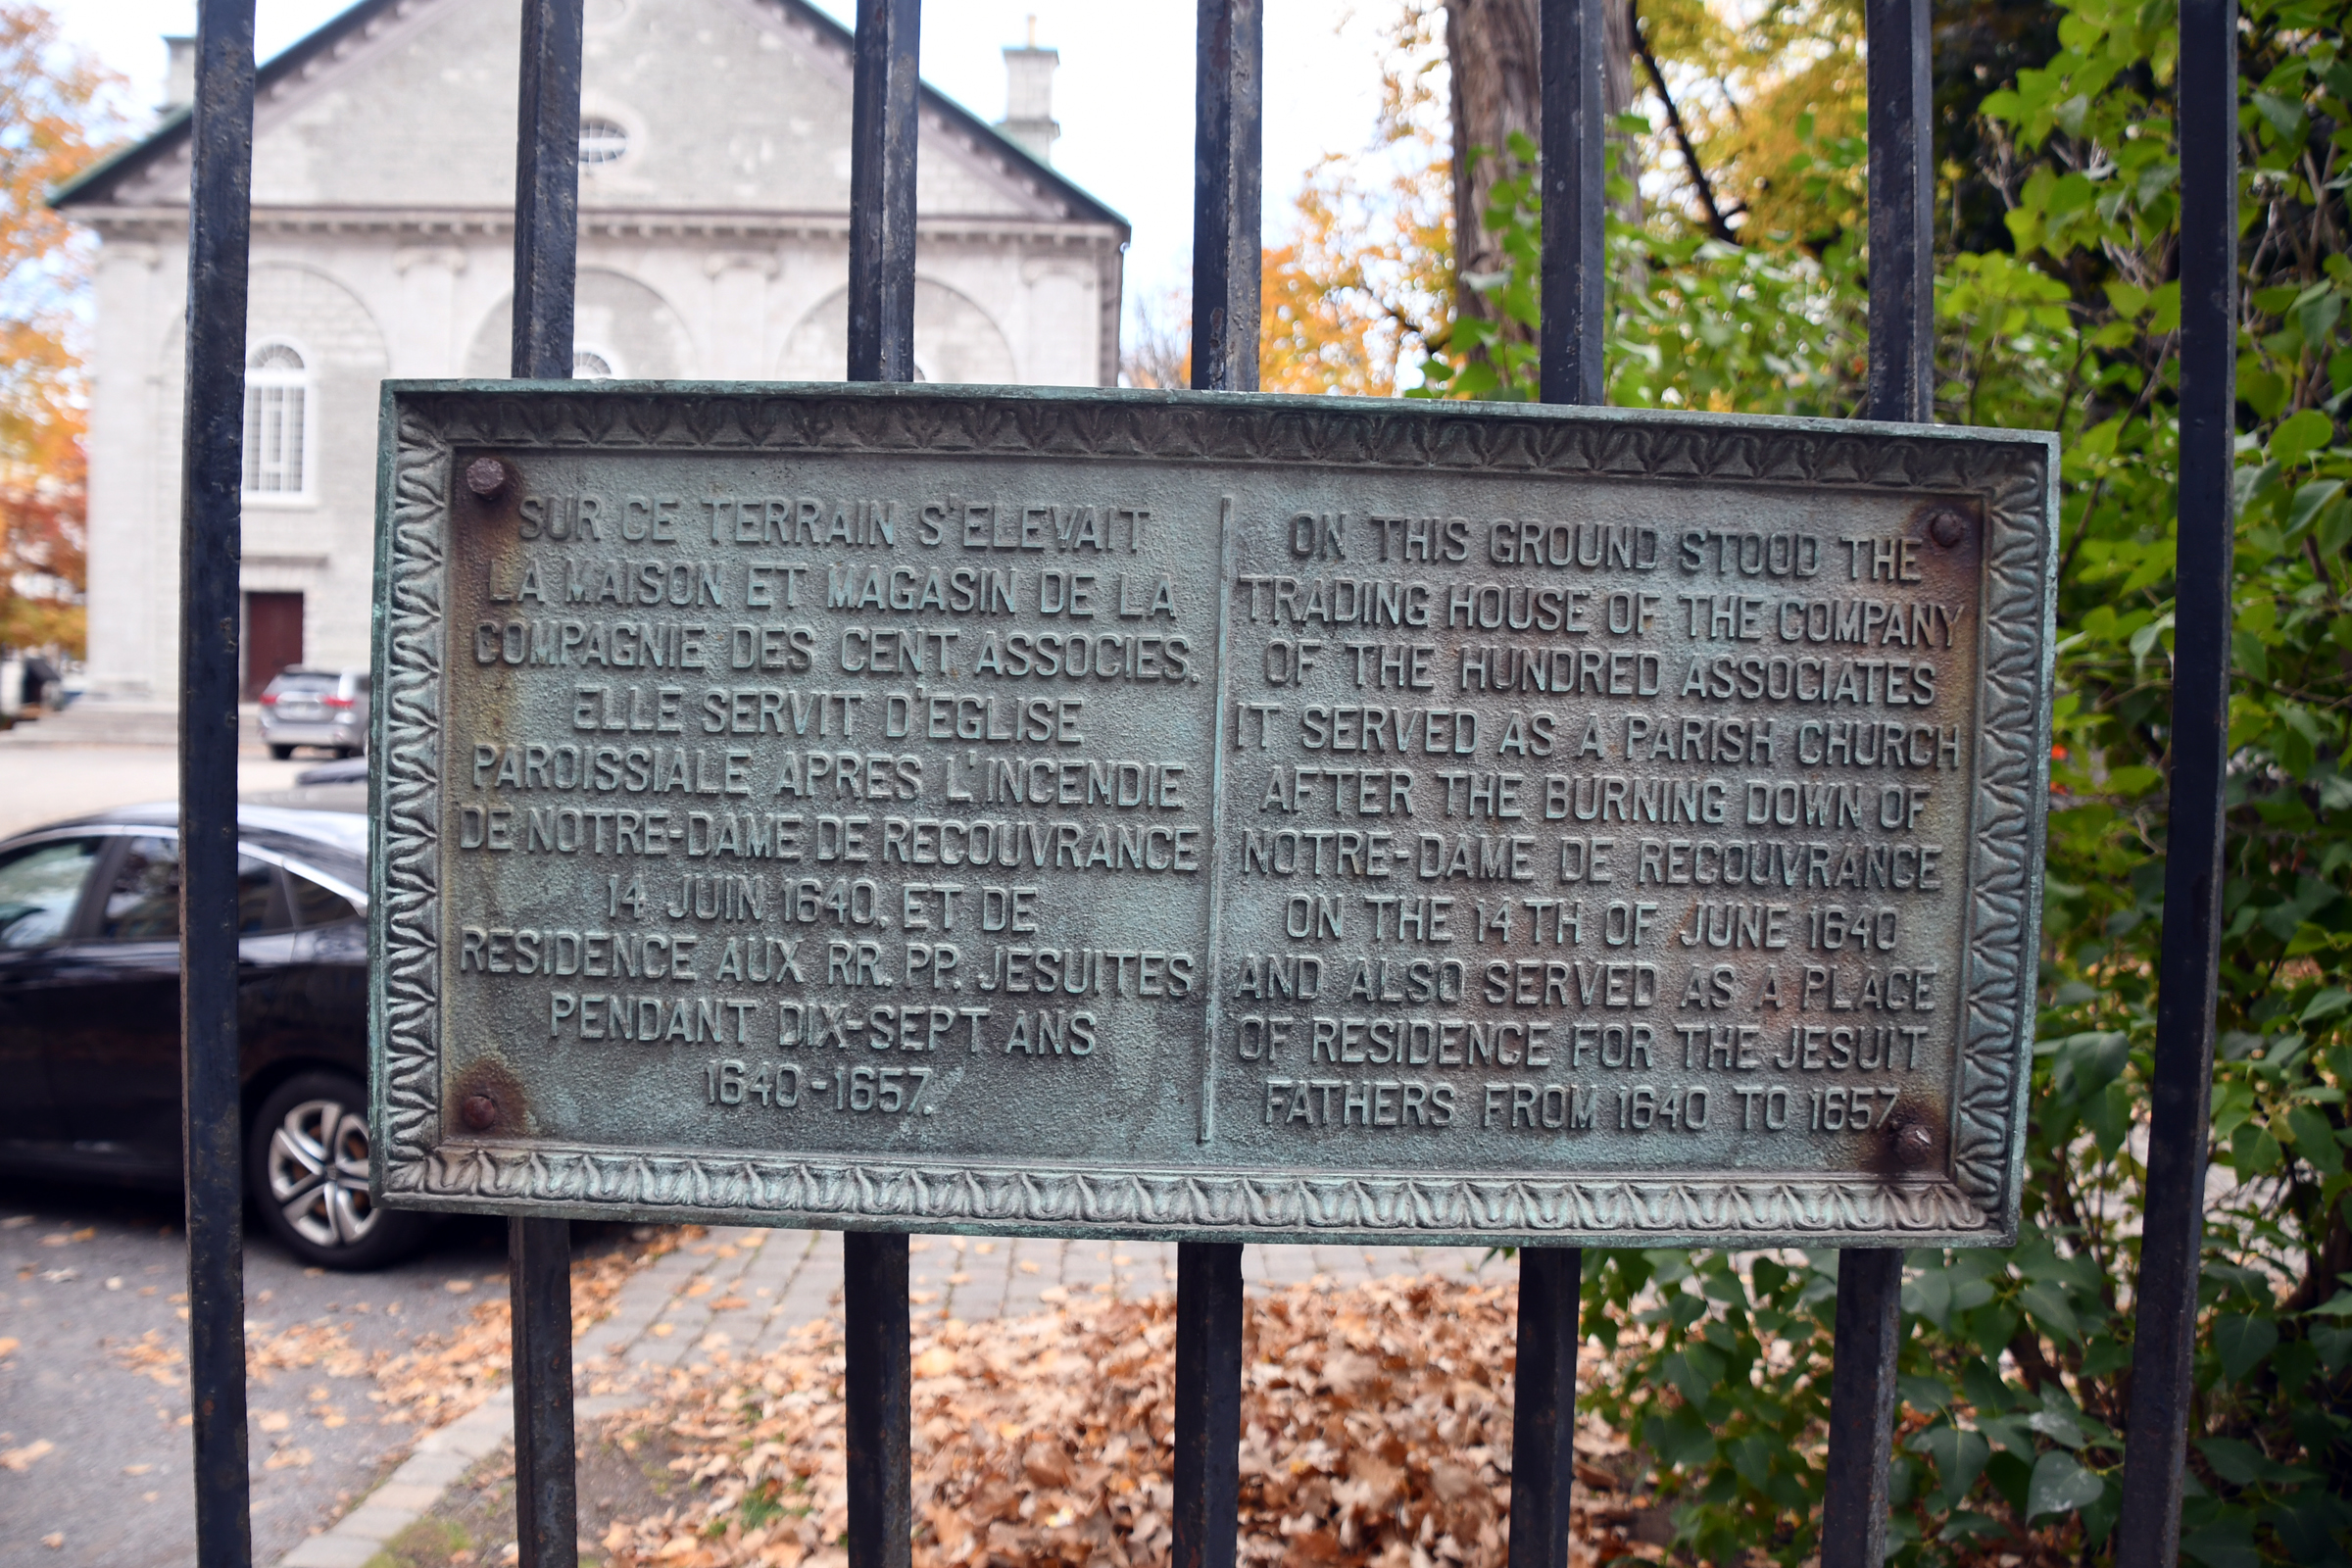 SUR CE TERRAIN S'ELEVAIT
LA MAISON ET MAGASIN DE LA
COMPAGNIE DES CENT ASSOCIES.
ELLE SERVIT D'EGLISE
PAROISSIALE APRES L'INCENDIE
DE NOTRE-DAME DE RECOUVRANCE
14 JUIN 1640, ET DE
RESIDENCE AUX RR. PP. JESUITES
PENDANT DIX-SEPT ANS
1640-1657.
ON THIS GROUND STOOD THE
TRADING HOUSE OF THE COMPANY
OF THE HUNDRED ASSOCIATES
IT SERVED AS A PARISH CHURCH
AFTER THE BURNING DOWN OF
NOTRE-DAME DE RECOUVRANCE
ON THE 14TH OF JUNE 1640
AND ALSO SERVED AS A PLACE
OF RESIDENCE FOR THE JESUIT
FATHERS FROM 1640 TO 1657